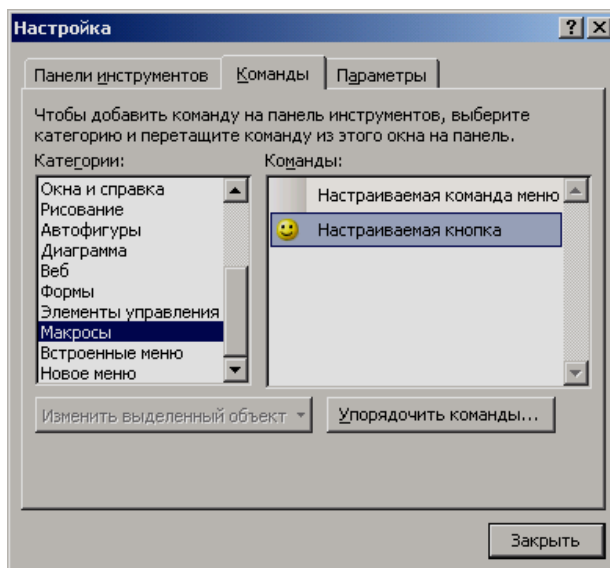 Настройка
Панели инструментов
Команды
Параметры
Чтобы добавить команду на панель инструментов, выберите
категорию и перетащите команду из этого окна на панель.
Категории:
Окна и справка
Рисование
Автофигуры
Диаграмма
Веб
Формы
Элементы управления
Макросы
Встроенные меню
Новое меню
Команды:
Настраиваемая команда меню
Настраиваемая кнопка
Изменить выделенный объект
Упорядочить команды...
Закрыть